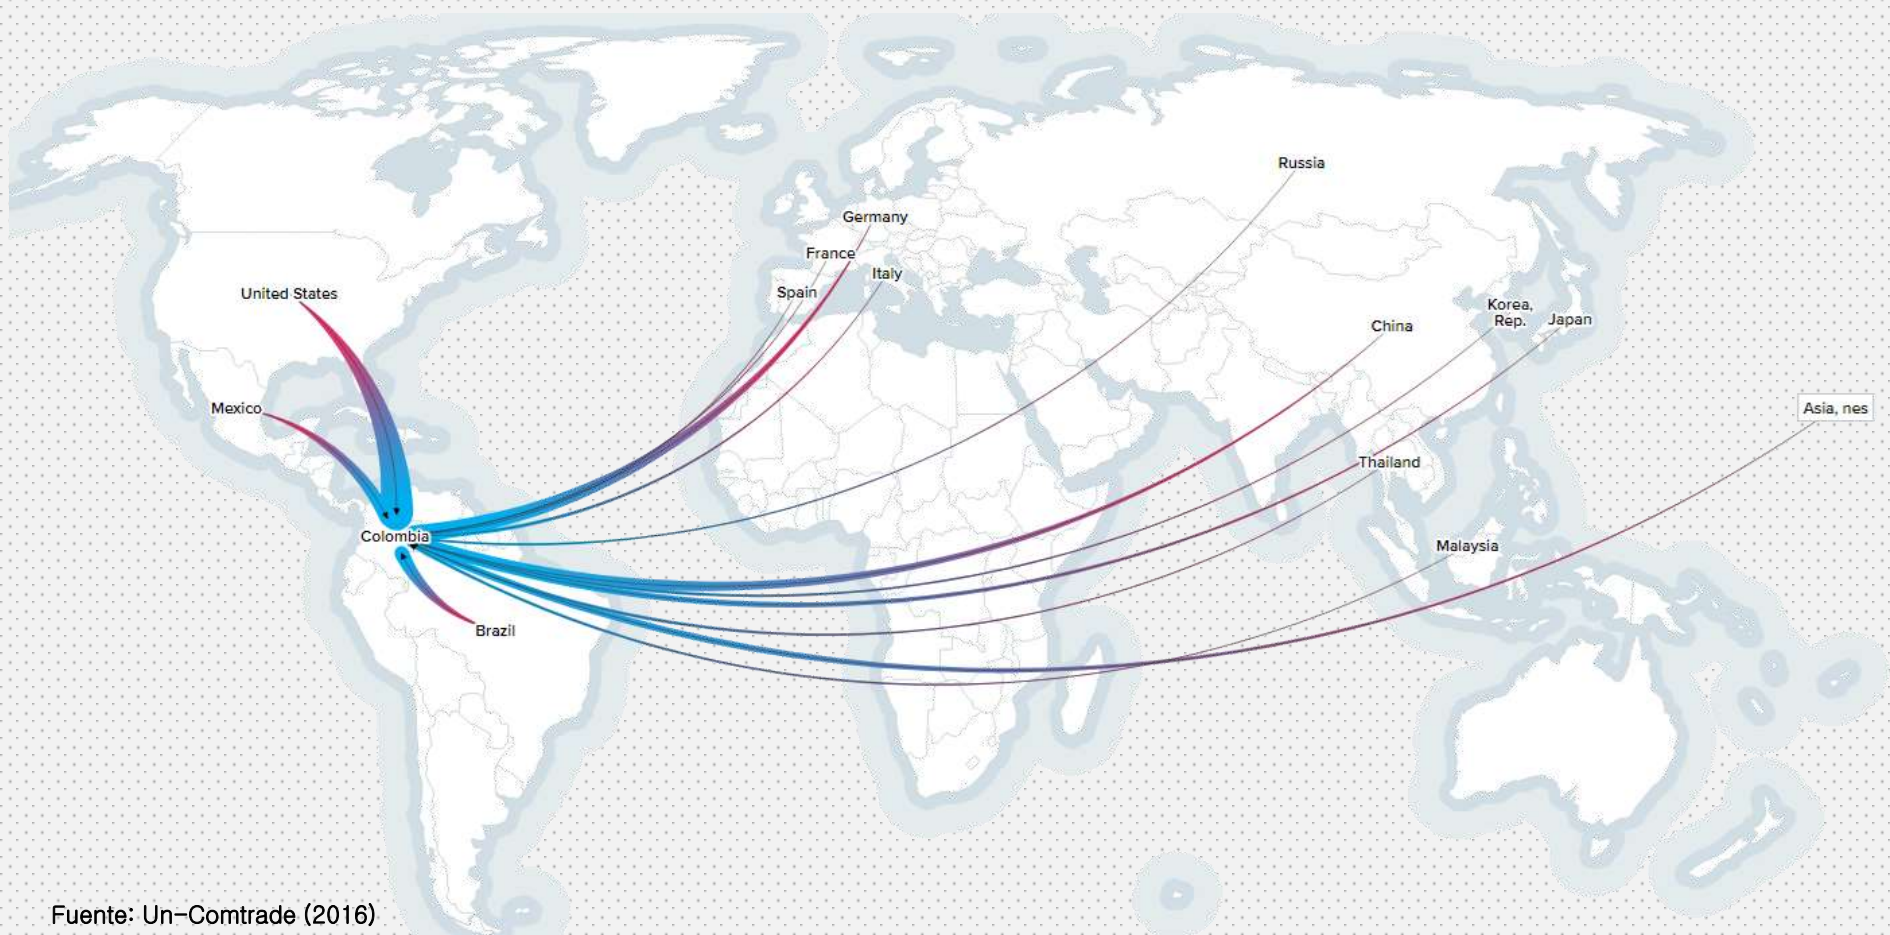 Russia
Germany
France
Italy
Spain
United States
Korea,
Rep.
Japan
China
Mexico
Asia, nes
Thailand
Colombia
Malaysia
Brazil
Fuente: Un-Comtrade (2016)